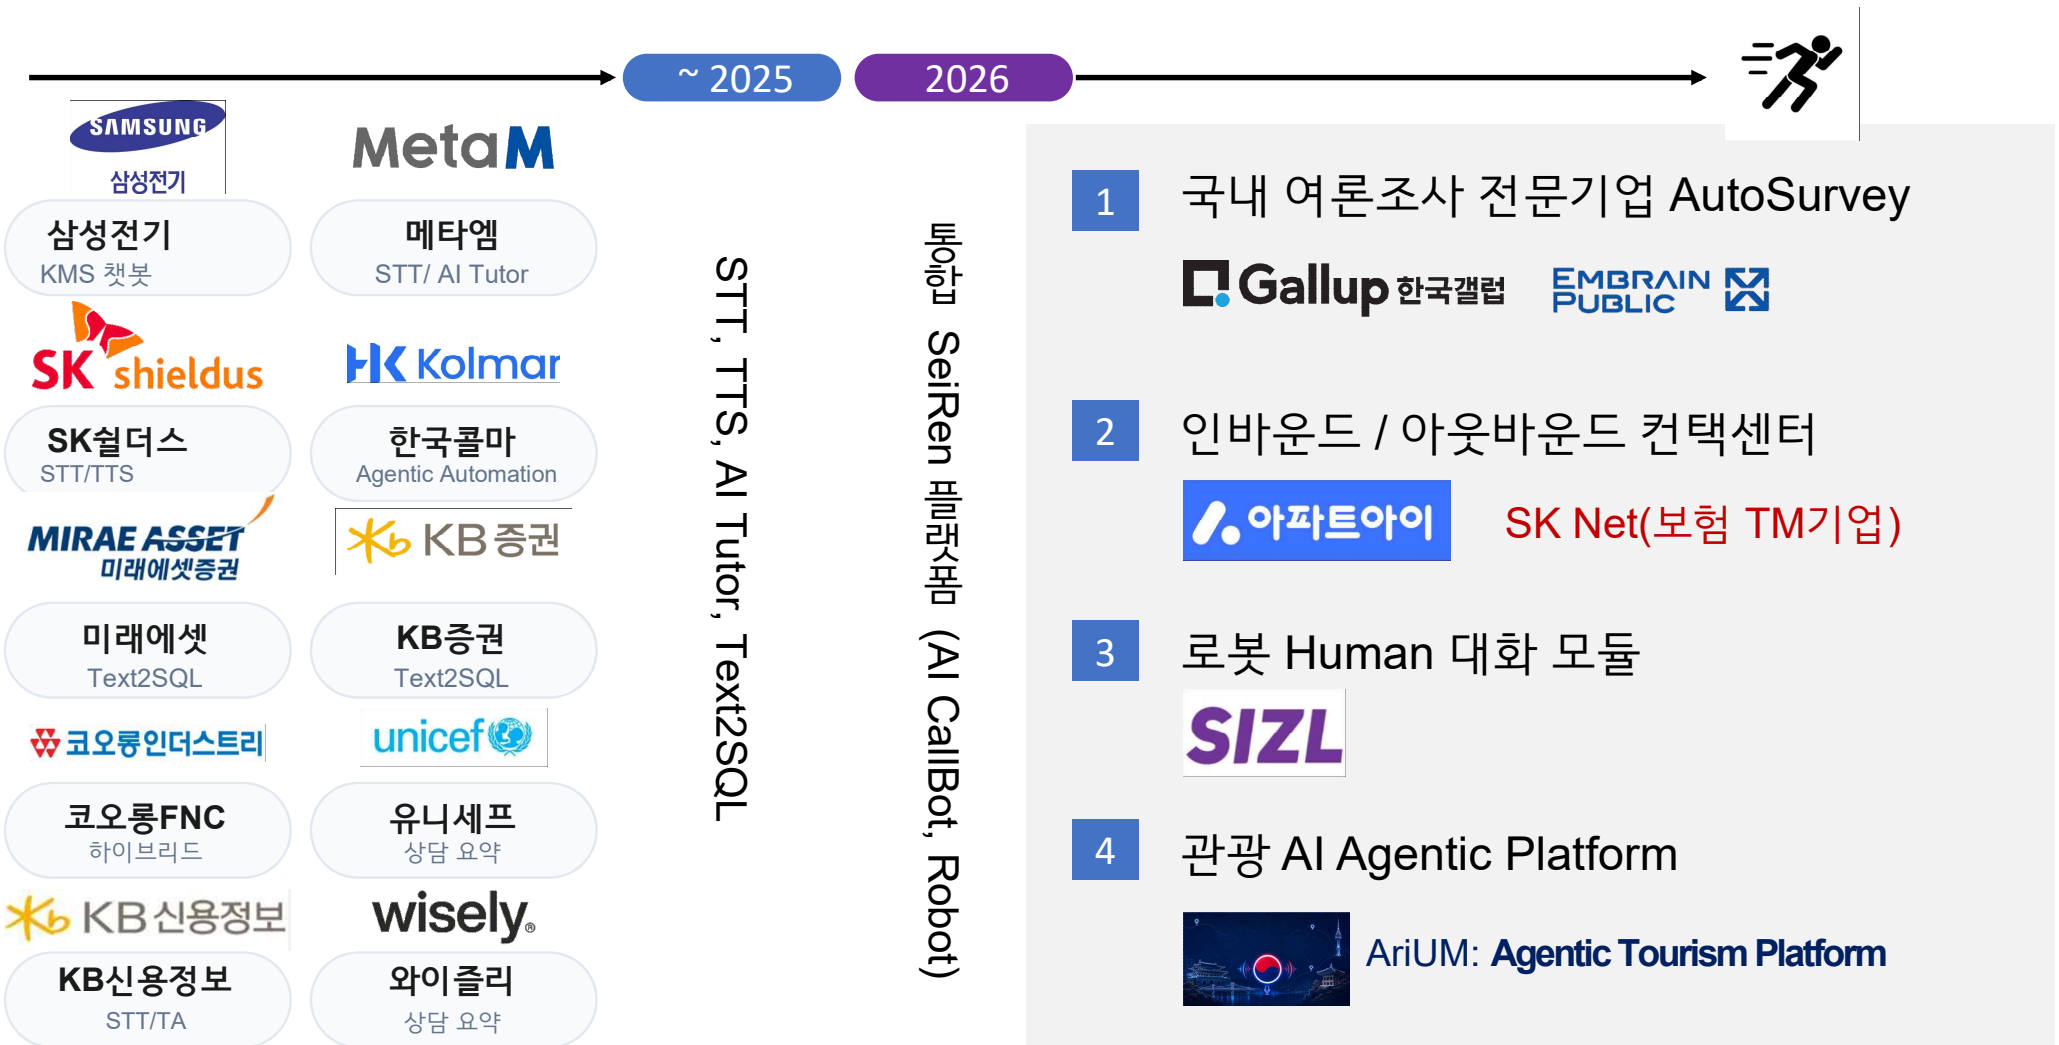 ~ 2025
2026
SAMSUNG
삼성전기
삼성전기
KMS 챗봇
MetaM
메타엠
STT/ AI Tutor
SK shieldus
SK쉴더스
STT/TTS
HK Kolmar
한국콜마
Agentic Automation
MIRAE ASSET
미래에셋증권
미래에셋
Text2SQL
KB증권
KB증권
Text2SQL
코오롱인더스트리
코오롱FNC
하이브리드
unicef
유니세프
상담 요약
KB신용정보
KB신용정보
STT/TA
wisely®
와이즐리
상담 요약
STT, TTS, AI Tutor, Text2SQL
통합 SeiRen 플랫폼 (AI CallBot, Robot)
1
국내 여론조사 전문기업 AutoSurvey
Gallup 한국갤럽
EMBRAIN
PUBLIC
2
인바운드 / 아웃바운드 컨택센터
아파트아이
SK Net(보험 TM기업)
3
로봇 Human 대화 모듈
SIZL
4
관광 AI Agentic Platform
AriUM: Agentic Tourism Platform